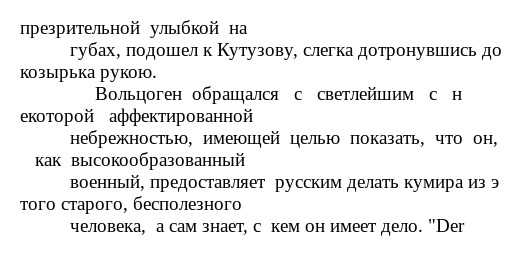 презрительной улыбкой на
губах, подошел к Кутузову, слегка дотронувшись до
козырька рукою.
Вольцоген обращался с светлейшим с н
екоторой аффектированной
небрежностью, имеющей целью показать, что он,
как высокообразованный
военный, предоставляет русским делать кумира из э
того старого, бесполезного
человека, а сам знает, с кем он имеет дело. "Der